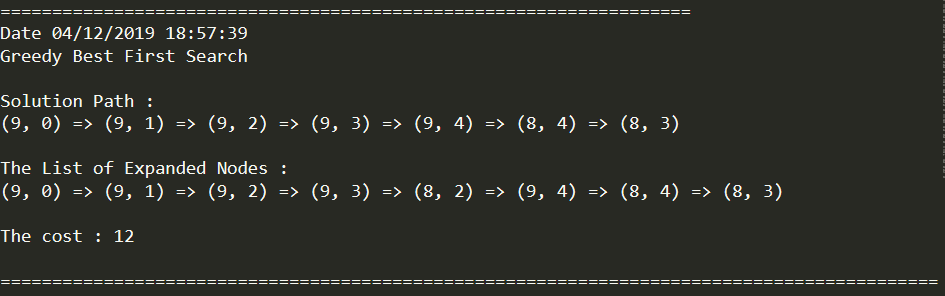 ===================================================================
Date 04/12/2019 18:57:39
Greedy Best First Search
Solution Path :
(9, 0) => (9, 1) => (9, 2) => (9, 3) => (9, 4) => (8, 4) => (8, 3)
The List of Expanded Nodes :
(9, 0) => (9, 1) => (9, 2) => (9, 3) => (8, 2) => (9, 4) => (8, 4) => (8, 3)
The cost : 12
===========================================================================================